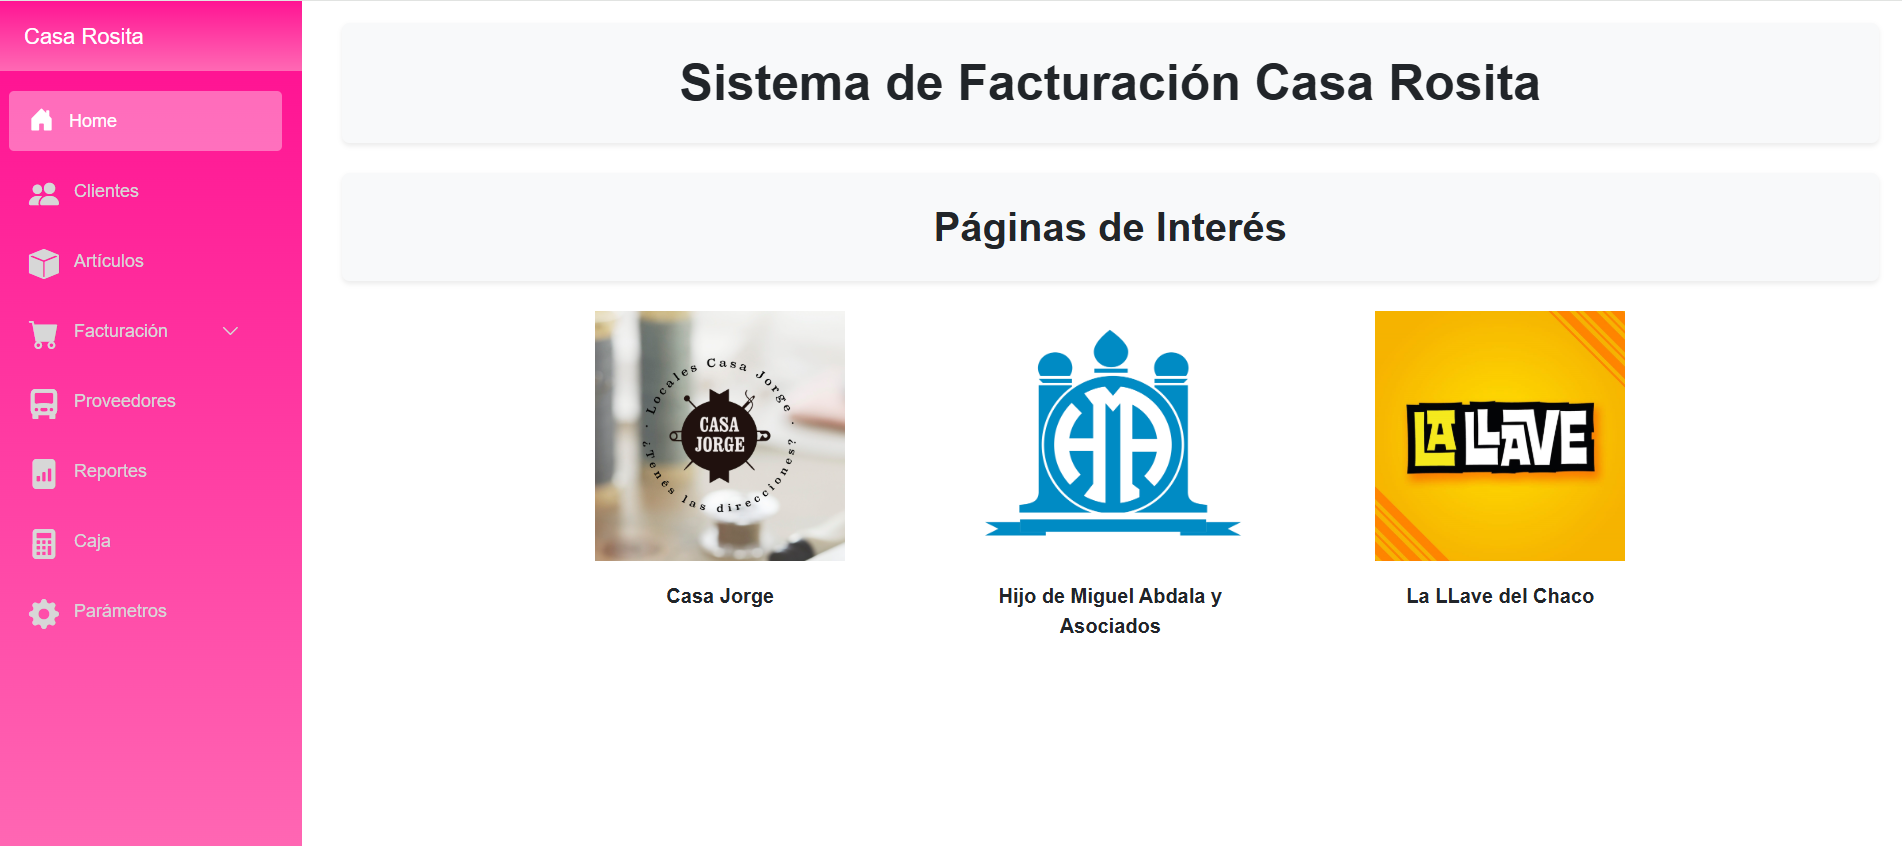 Casa Rosita
Home
Clientes
Artículos
Facturación
Proveedores
Reportes
Caja
Parámetros
Sistema de Facturación Casa Rosita
Páginas de Interés
· Locales Casa Jorge ·
CASA
JORGE
¿Tenés las direcciones?
Casa Jorge
HMA
Hijo de Miguel Abdala y
Asociados
LA LLAVE
La LLave del Chaco